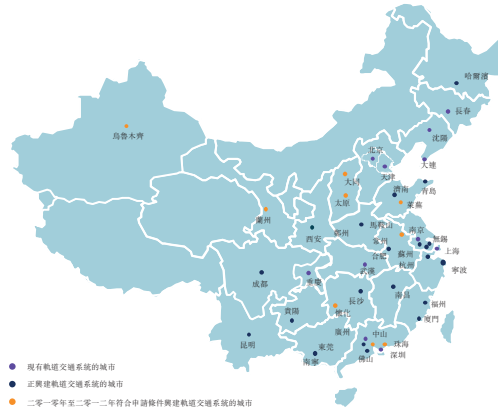 哈爾濱
長春
烏魯木齊
瀋陽
北京
大連
天津
大同
濟南
青島
太原
萊蕪
蘭州
馬鞍山
南京
無錫
西安
鄭州
常州
蘇州
上海
合肥
杭州
武漢
寧波
成都
重慶
長沙
南昌
懷化
福州
貴陽
廈門
廣州
中山
昆明
東莞
珠海
南寧
佛山
深圳
現有軌道交通系統的城市
正興建軌道交通系統的城市
二零一零年至二零一二年符合申請條件興建軌道交通系統的城市